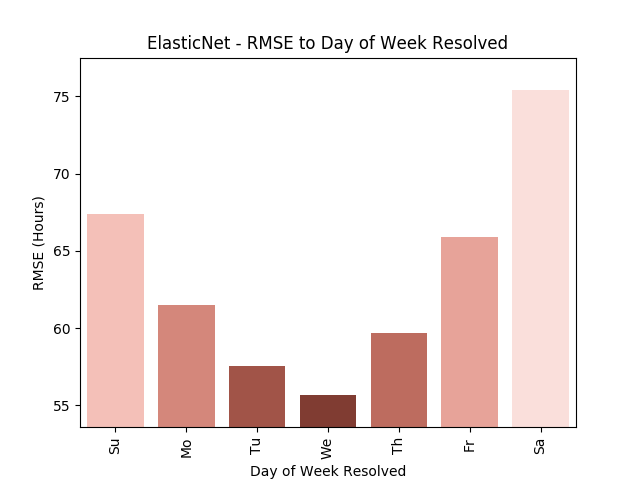 ElasticNet - RMSE to Day of Week Resolved
75
70
65
60
55
RMSE (Hours)
Su
Mo
Tu
We
Th
Fr
Sa
Day of Week Resolved